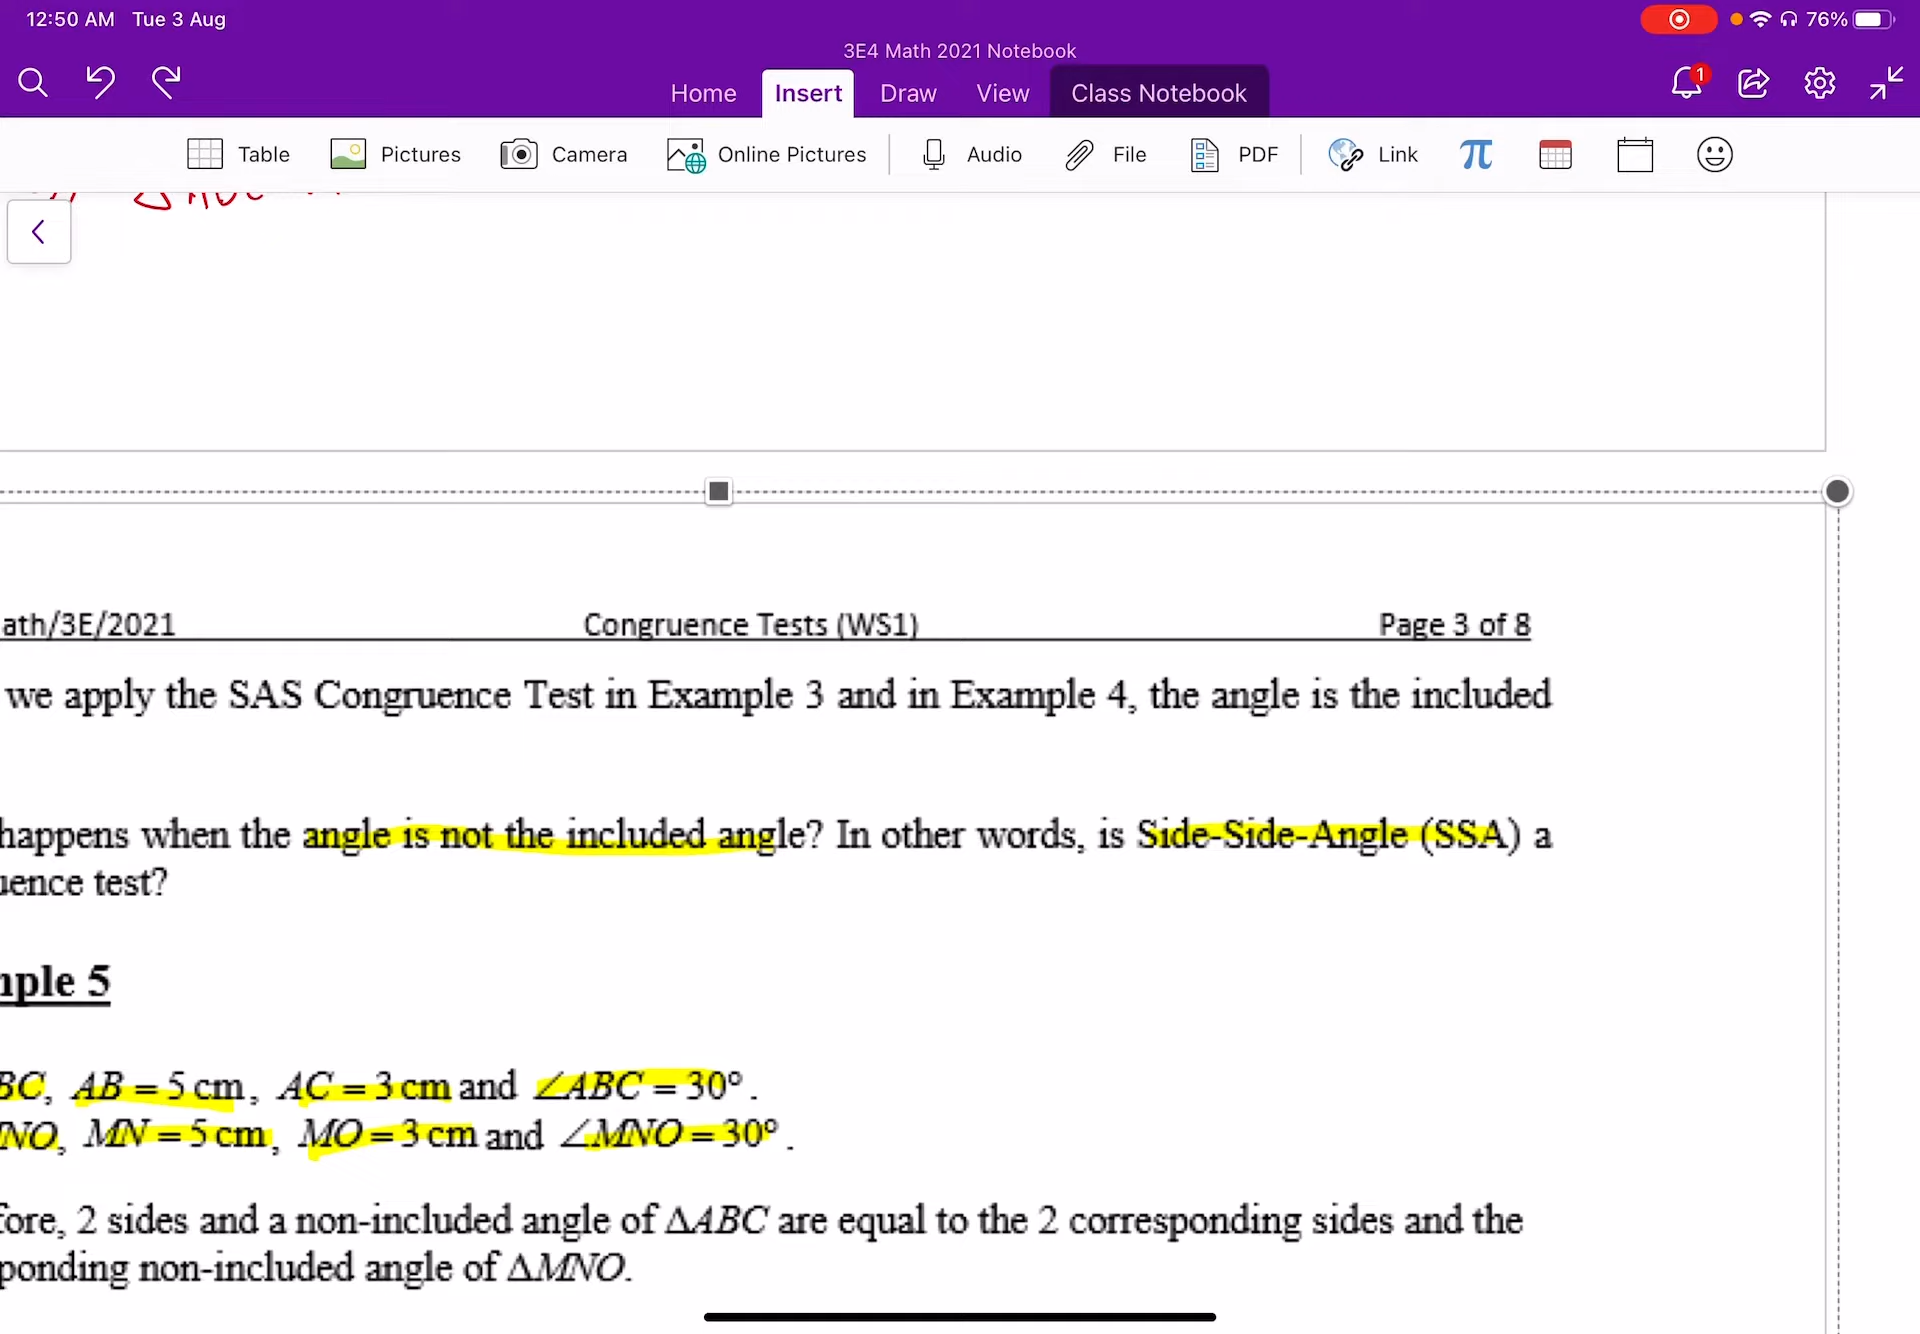 12:50 AM Tue 3 Aug
76%
3E4 Math 2021 Notebook
1
Home Insert Draw View Class Notebook
Table Pictures Camera Online Pictures Audio File PDF Link π
ath/3E/2021 Congruence Tests (WS1) Page 3 of 8
we apply the SAS Congruence Test in Example 3 and in Example 4, the angle is the included
happens when the angle is not the included angle? In other words, is Side-Side-Angle (SSA) a
uence test?
mple 5
BC, AB = 5 cm, AC = 3 cm and ∠ABC = 30°.
NO, MN = 5 cm, MO = 3 cm and ∠MNO = 30°.
fore, 2 sides and a non-included angle of ΔABC are equal to the 2 corresponding sides and the
ponding non-included angle of ΔMNO.